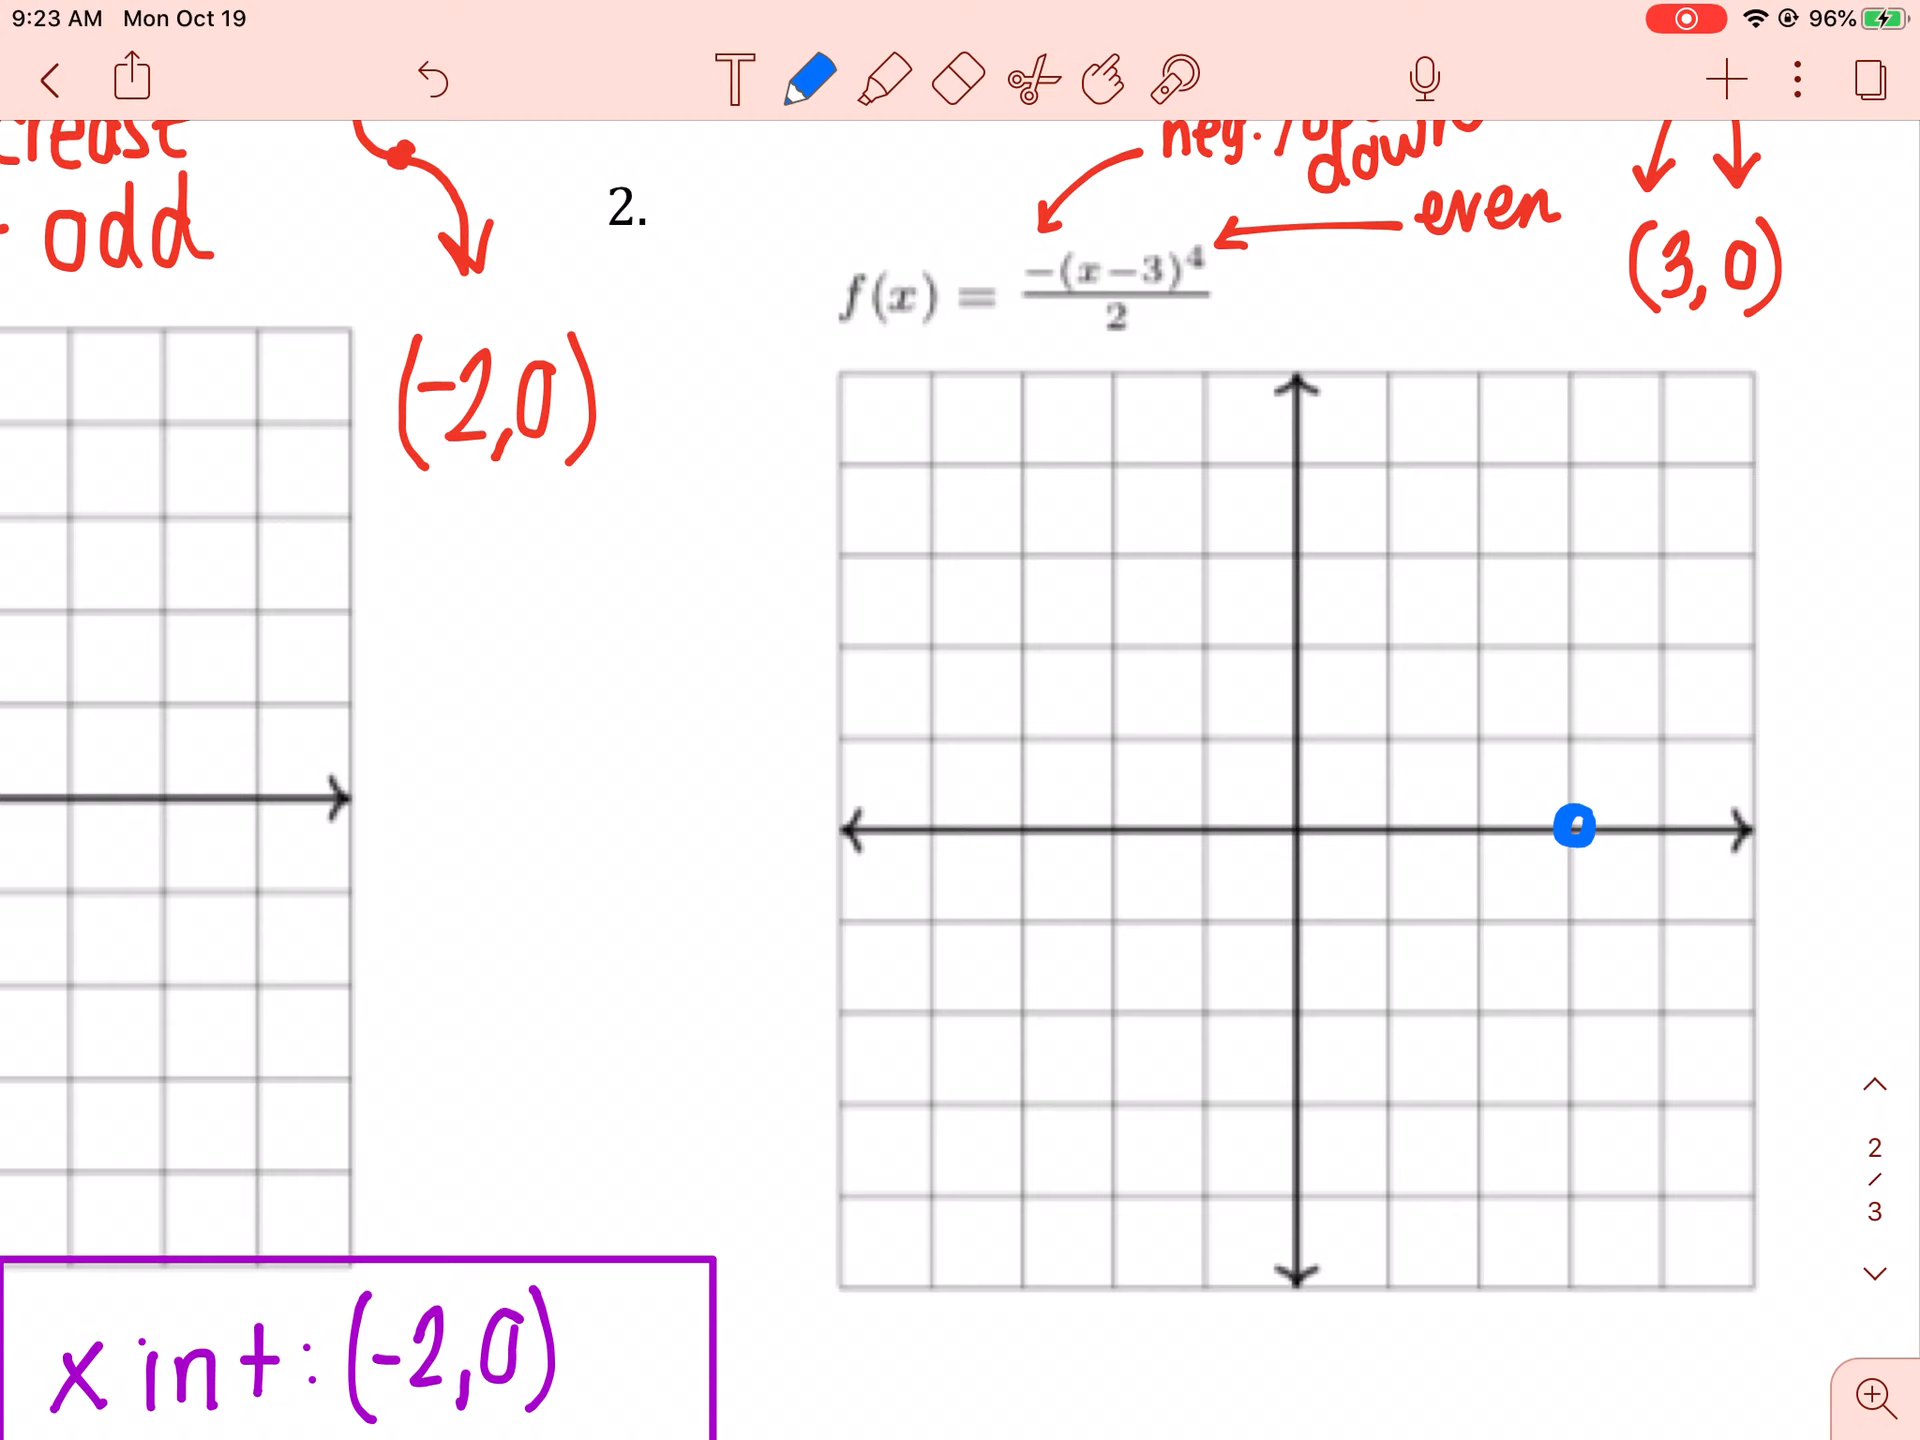 9:23 AM Mon Oct 19
96%
T
neg. /
down
even
odd
2.
f(x) = -(x-3)^4 / 2
(3,0)
(-2,0)
x int: (-2,0)
2
/
3